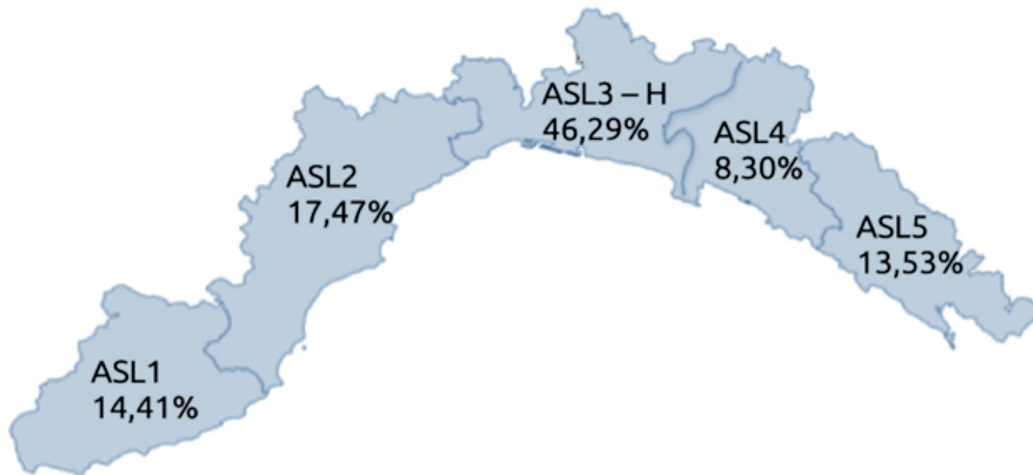 ASL1
14,41%
ASL2
17,47%
ASL3 – H
46,29%
ASL4
8,30%
ASL5
13,53%